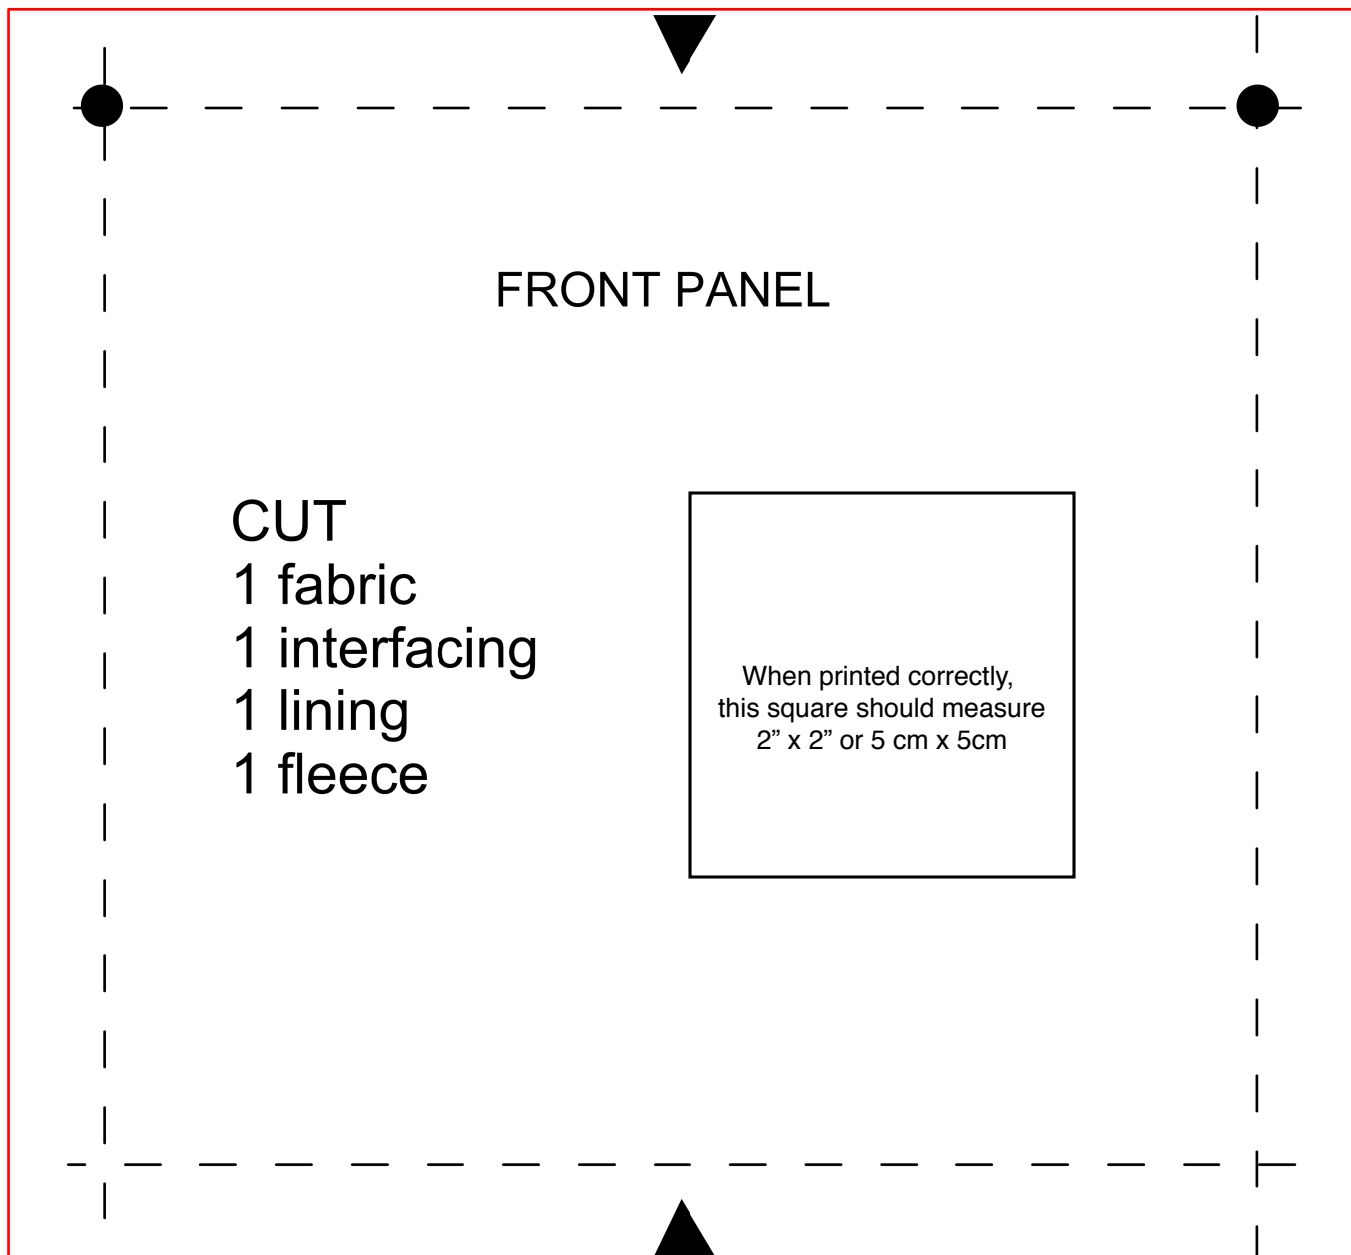 FRONT PANEL
CUT
1 fabric
1 interfacing
1 lining
1 fleece
When printed correctly,
this square should measure
2” x 2” or 5 cm x 5cm